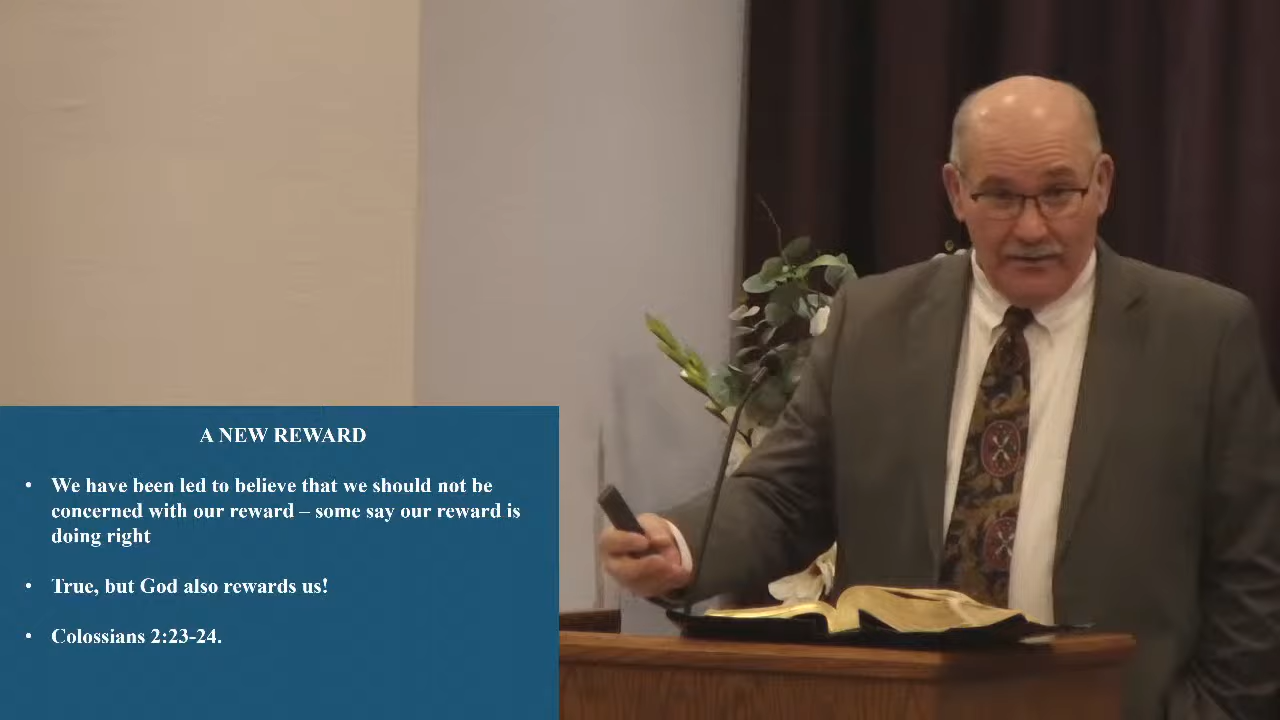 A NEW REWARD
• We have been led to believe that we should not be
concerned with our reward – some say our reward is
doing right
• True, but God also rewards us!
• Colossians 2:23-24.